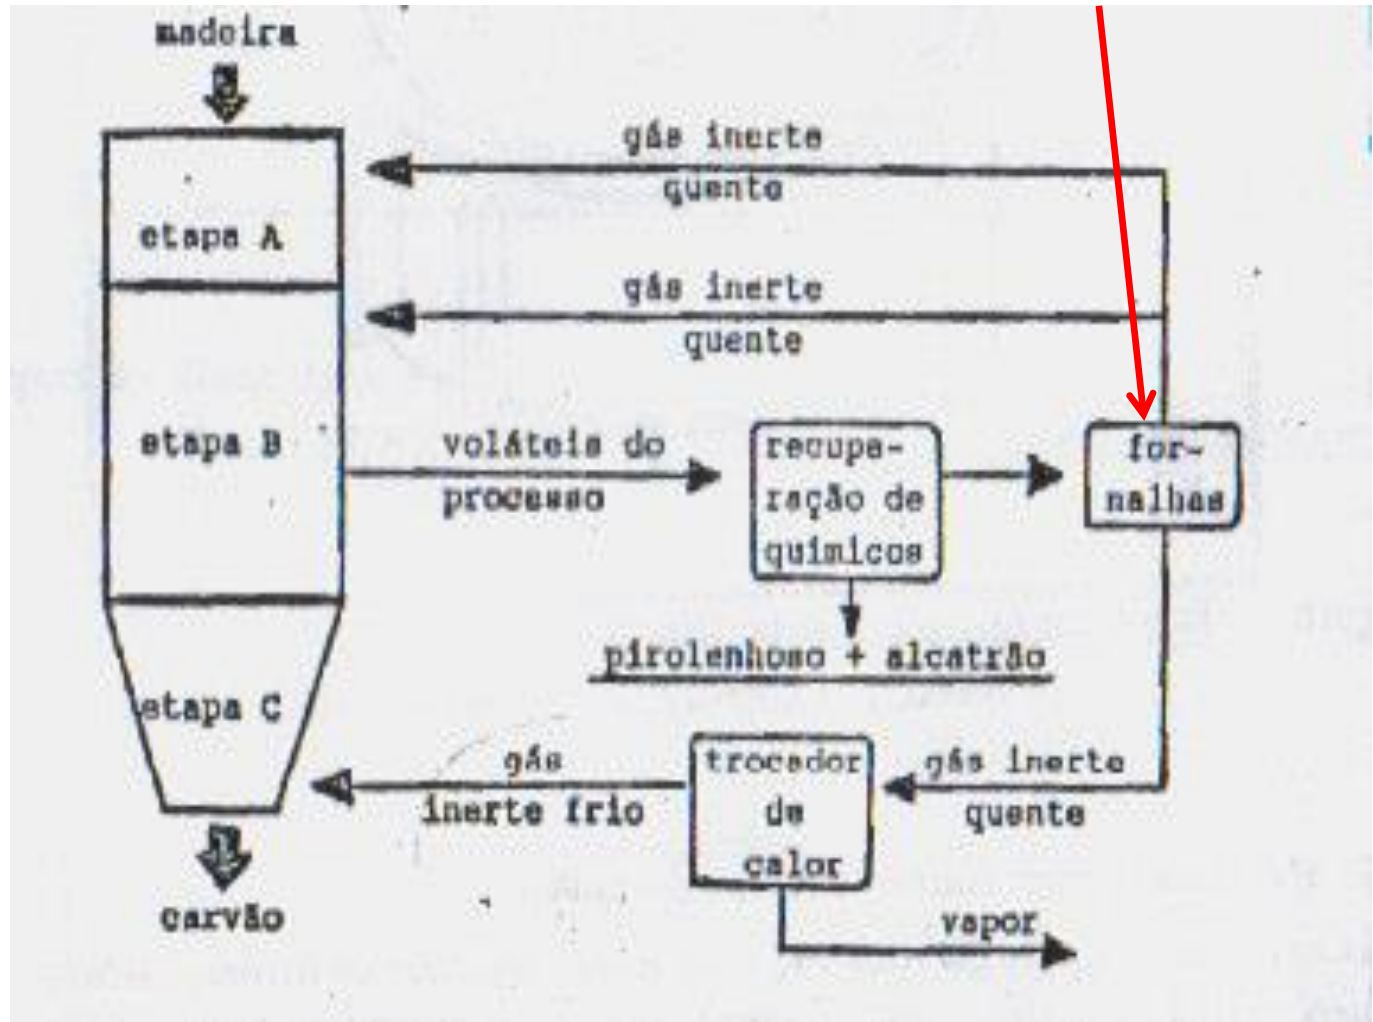 madeira
gás inerte
quente
etapa A
gás inerte
quente
etapa B
voláteis do
processo
recupe-
ração de
químicos
for-
nalhas
pirolenhoso + alcatrão
etapa C
gás
inerte frio
trocador
de
calor
gás inerte
quente
carvão
vapor